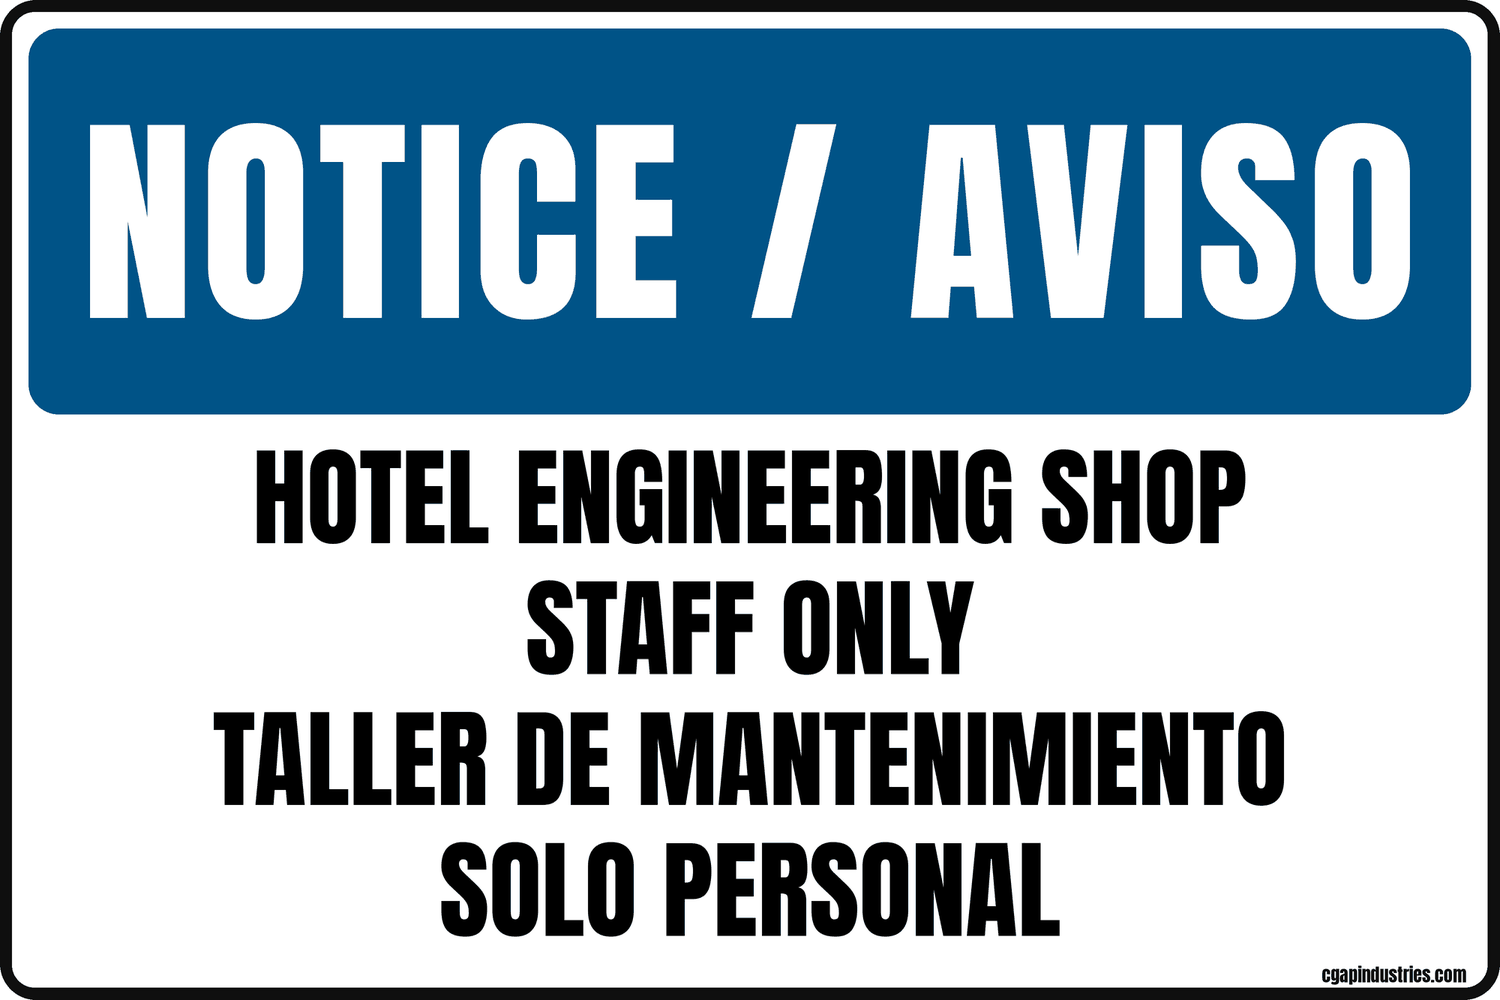 NOTICE / AVISO
HOTEL ENGINEERING SHOP
STAFF ONLY
TALLER DE MANTENIMIENTO
SOLO PERSONAL
cgapindustries.com